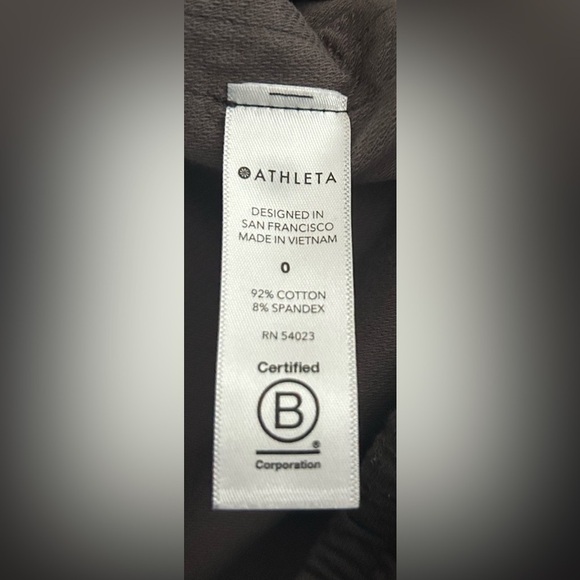 ATHLETA
DESIGNED IN
SAN FRANCISCO
MADE IN VIETNAM
0
92% COTTON
8% SPANDEX
RN 54023
Certified
B
®
Corporation